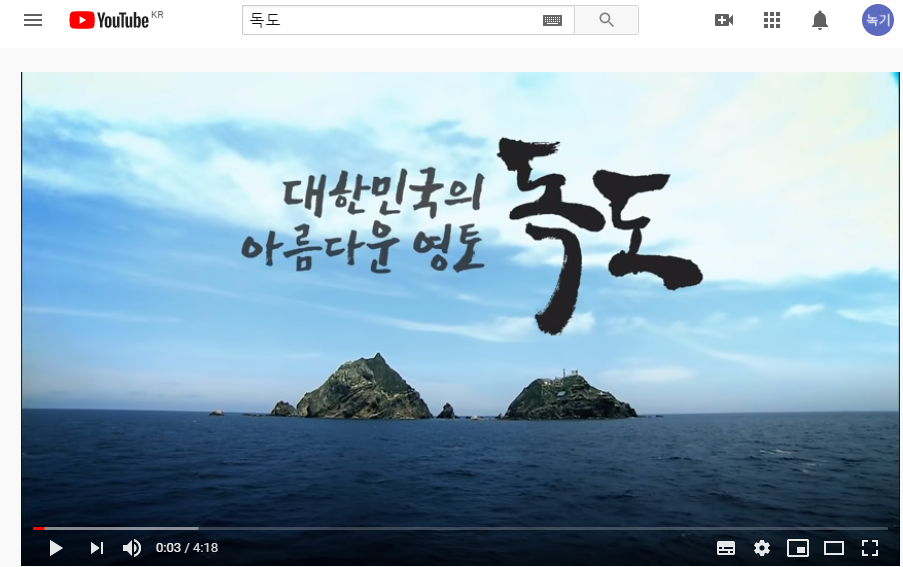 YouTube KR
독도
녹기
대한민국의
아름다운 영토
독도
0:03 / 4:18